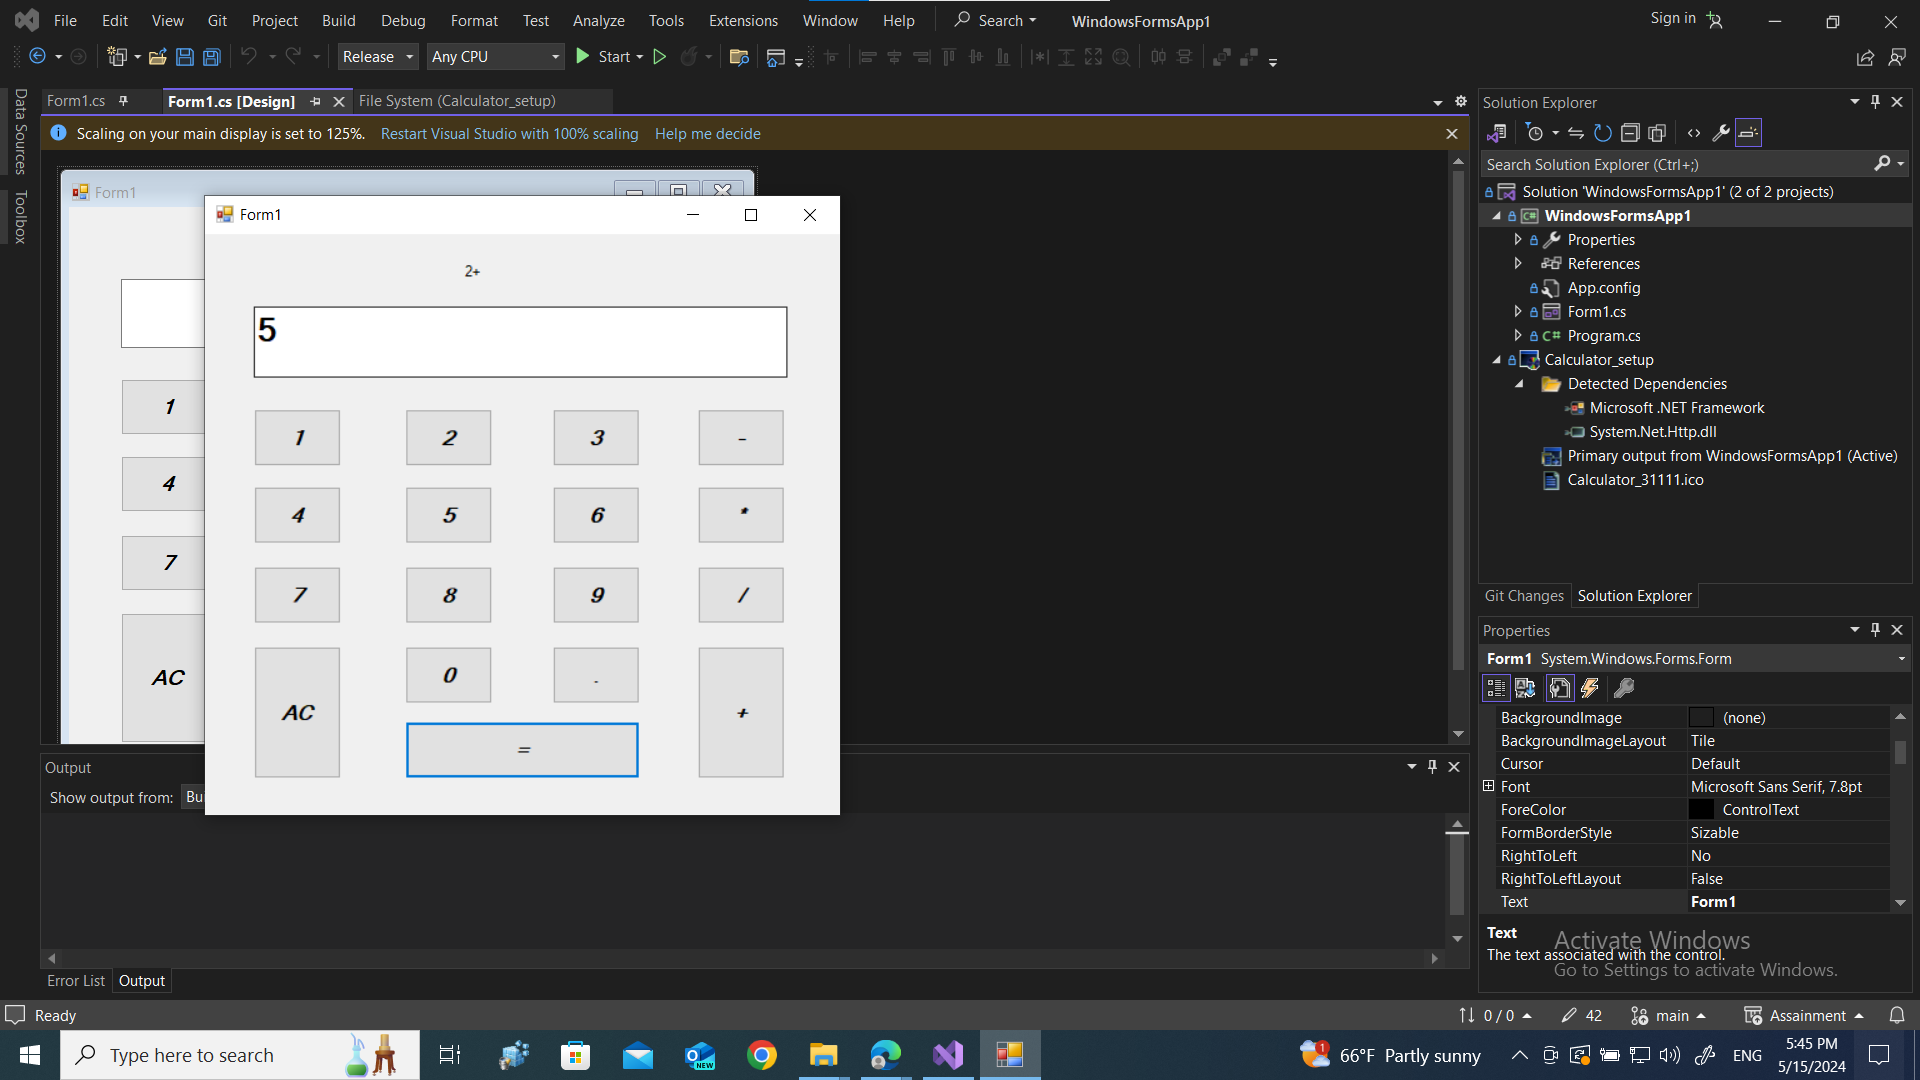 File Edit View Git Project Build Debug Format Test Analyze Tools Extensions Window Help Search WindowsFormsApp1 Sign in
Release Any CPU Start
Form1.cs Form1.cs [Design] File System (Calculator_setup)
Scaling on your main display is set to 125%. Restart Visual Studio with 100% scaling Help me decide
Data Sources
Toolbox
Form1
1
4
7
AC
Form1
2+
5
1 2 3 -
4 5 6 *
7 8 9 /
AC 0 . +
=
Output
Show output from: Bui
Error List Output
Solution Explorer
Search Solution Explorer (Ctrl+;)
Solution 'WindowsFormsApp1' (2 of 2 projects)
WindowsFormsApp1
Properties
References
App.config
Form1.cs
C# Program.cs
Calculator_setup
Detected Dependencies
Microsoft .NET Framework
System.Net.Http.dll
Primary output from WindowsFormsApp1 (Active)
Calculator_31111.ico
Git Changes Solution Explorer
Properties
Form1 System.Windows.Forms.Form
BackgroundImage (none)
BackgroundImageLayout Tile
Cursor Default
Font Microsoft Sans Serif, 7.8pt
ForeColor ControlText
FormBorderStyle Sizable
RightToLeft No
RightToLeftLayout False
Text Form1
Text
The text associated with the control.
Activate Windows
Go to Settings to activate Windows.
Ready 0 / 0 42 main Assainment
Type here to search NEW 1 66°F Partly sunny ENG 5:45 PM
5/15/2024